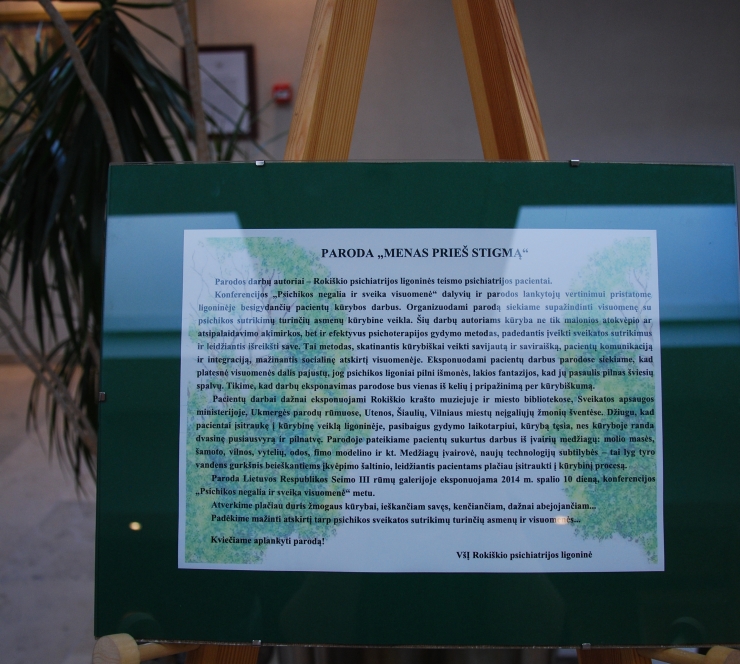 PARODA „MENAS PRIEŠ STIGMĄ“
Parodos darbų autoriai – Rokiškio psichiatrijos ligoninės teismo psichiatrijos pacientai.
Konferencijos „Psichikos negalia ir sveika visuomenė“ dalyvių ir parodos lankytojų vertinimui pristatome
ligoninėje besigydančių pacientų kūrybos darbus. Organizuodami parodą siekiame supažindinti visuomenę su
psichikos sutrikimų turinčių asmenų kūrybine veikla. Šių darbų autoriams kūryba ne tik malonios atokvėpio ar
atsipalaidavimo akimirkos, bet ir efektyvus psichoterapijos gydymo metodas, padedantis įveikti sveikatos sutrikimus
ir leidžiantis išreikšti save. Tai metodas, skatinantis kūrybiškai veikti savijautą ir saviraišką, pacientų komunikaciją
ir integraciją, mažinantis socialinę atskirtį visuomenėje. Eksponuodami pacientų darbus parodose siekiame, kad
platesnė visuomenės dalis pajustų, jog psichikos ligoniai pilni išmonės, lakios fantazijos, kad jų pasaulis pilnas šviesių
spalvų. Tikime, kad darbų eksponavimas parodose bus vienas iš kelių į pripažinimą per kūrybiškumą.
Pacientų darbai dažnai eksponuojami Rokiškio krašto muziejuje ir miesto bibliotekose, Sveikatos apsaugos
ministerijoje, Ukmergės parodų rūmuose, Utenos, Šiaulių, Vilniaus miestų neįgaliųjų žmonių šventėse. Džiugu, kad
pacientai įsitraukę į kūrybinę veiklą ligoninėje, pasibaigus gydymo laikotarpiui, kūrybą tęsia, nes kūryboje randa
dvasinę pusiausvyrą ir pilnatvę. Parodoje pateikiame pacientų sukurtus darbus iš įvairių medžiagų: molio masės,
šamoto, vilnos, vytelių, odos, fimo modelino ir kt. Medžiagų įvairovė, naujų technologijų subtilybės – tai lyg tyro
vandens gurkšnis beieškantiems įkvėpimo šaltinio, leidžiantis pacientams plačiau įsitraukti į kūrybinį procesą.
Paroda Lietuvos Respublikos Seimo III rūmų galerijoje eksponuojama 2014 m. spalio 10 dieną, konferencijos
„Psichikos negalia ir sveika visuomenė“ metu.
Atverkime plačiau duris žmogaus kūrybai, ieškančiam savęs, kenčiančiam, dažnai abejojančiam...
Padėkime mažinti atskirtį tarp psichikos sveikatos sutrikimų turinčių asmenų ir visuomenės...
Kviečiame aplankyti parodą!
VšĮ Rokiškio psichiatrijos ligoninė